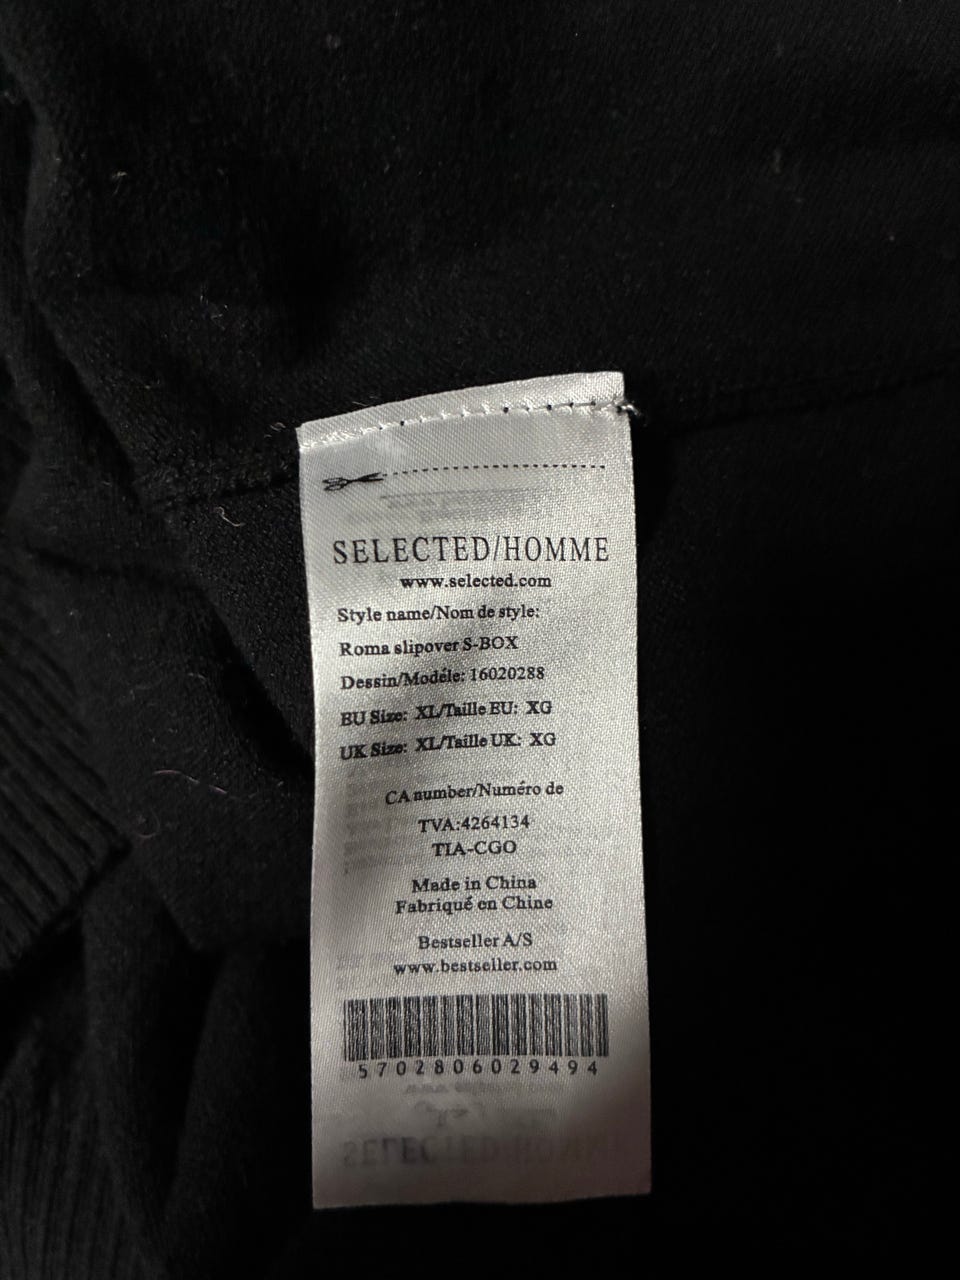 SELECTED/HOMME
www.selected.com
Style name/Nom de style:
Roma slipover S-BOX
Dessin/Modéle: 16020288
EU Size: XL/Taille EU: XG
UK Size: XL/Taille UK: XG
CA number/Numéro de
TVA:4264134
TIA-CGO
Made in China
Fabriqué en Chine
Bestseller A/S
www.bestseller.com
5702806029494